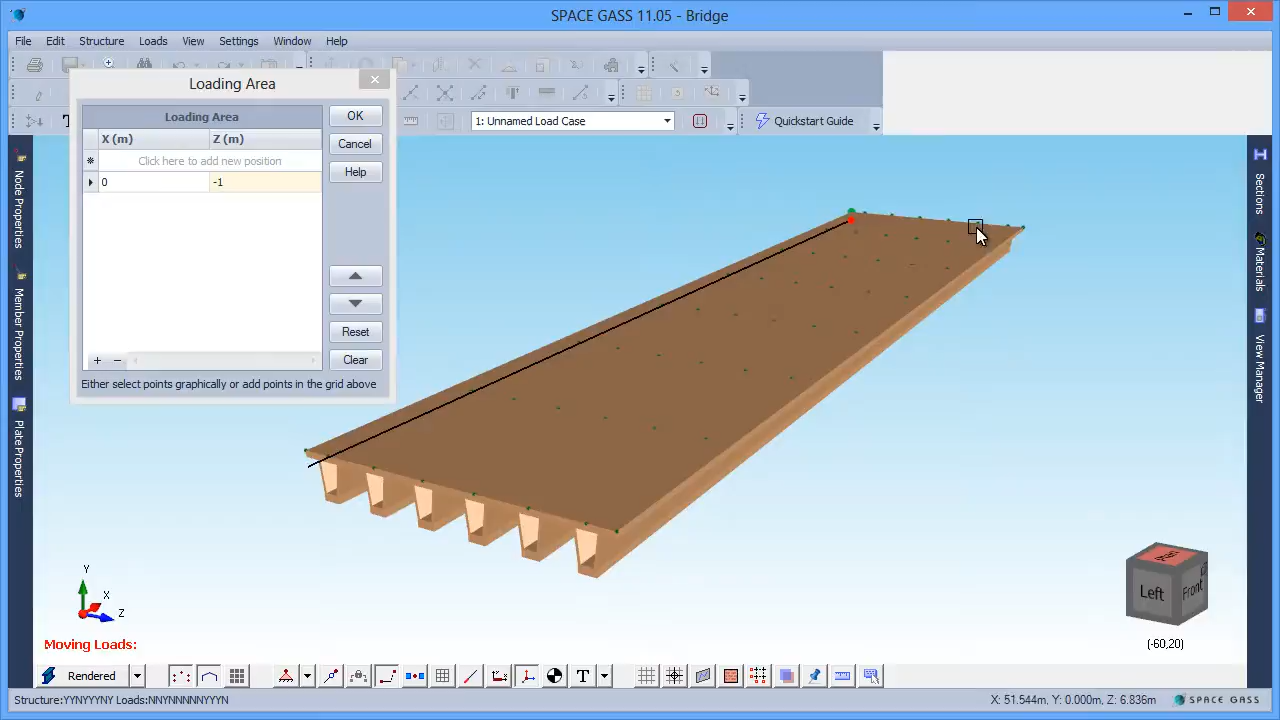 SPACE GASS 11.05 - Bridge
File Edit Structure Loads View Settings Window Help
Loading Area
Loading Area
X (m) Z (m)
Click here to add new position
0 -1
OK
Cancel
Help
Reset
Clear
Either select points graphically or add points in the grid above
1: Unnamed Load Case
Quickstart Guide
Node Properties
Member Properties
Plate Properties
Sections
Materials
View Manager
Y
X
Z
Left
Front
(-60,20)
Moving Loads:
Rendered
T
Structure:YYNYYYNY Loads:NNYNNNNNYYYN
X: 51.544m, Y: 0.000m, Z: 6.836m
SPACE GASS